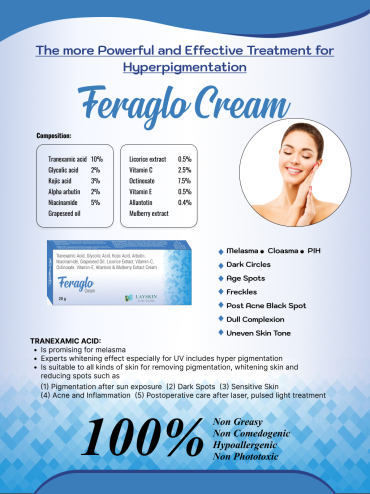 The more Powerful and Effective Treatment for
Hyperpigmentation
Feraglo Cream
Composition:
Tranexamic acid 10%
Glycolic acid 2%
Kojic acid 3%
Alpha arbutin 2%
Niacinamide 5%
Grapeseed oil
Licorice extract 0.5%
Vitamin C 2.5%
Octinoxate 7.5%
Vitamin E 0.5%
Allantoin 0.4%
Mulberry extract
Tranexamic Acid, Glycolic Acid, Kojic Acid, Arbutin,
Niacinamide, Grapeseed Oil, Licorice Extract, Vitamin-C,
Octinoxate, Vitamin-E, Allantoin & Mulberry Extract Cream
Feraglo
Cream
20 g
LAYSKIN
Melasma ● Cloasma ● PIH
Dark Circles
Age Spots
Freckles
Post Acne Black Spot
Dull Complexion
Uneven Skin Tone
TRANEXAMIC ACID:
• Is promising for melasma
• Experts whitening effect especially for UV includes hyper pigmentation
• Is suitable to all kinds of skin for removing pigmentation, whitening skin and
reducing spots such as
(1) Pigmentation after sun exposure (2) Dark Spots (3) Sensitive Skin
(4) Acne and Inflammation (5) Postoperative care after laser, pulsed light treatment
100%
Non Greasy
Non Comedogenic
Hypoallergenic
Non Phototoxic